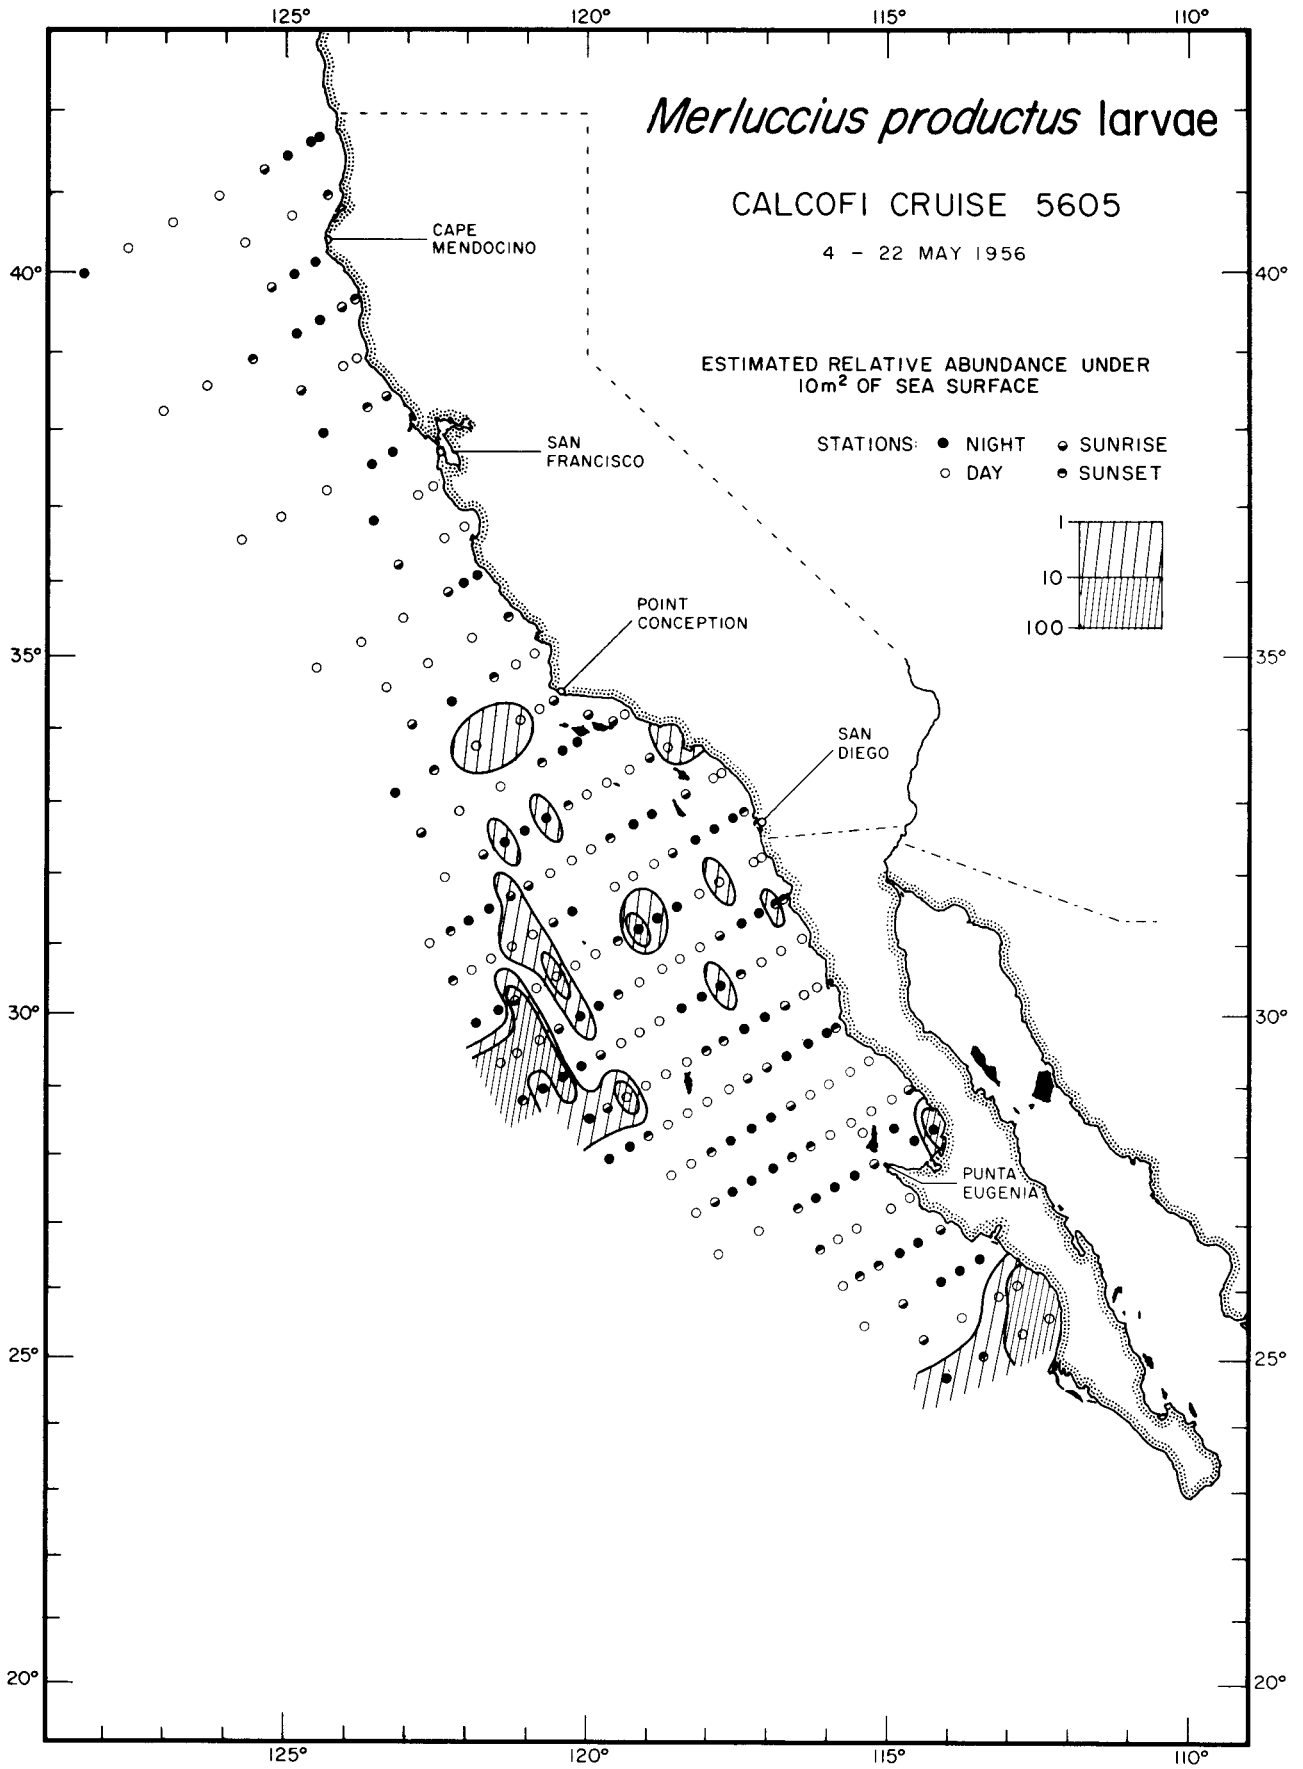 125°
120°
115°
110°
Merluccius productus larvae
CALCOFI CRUISE 5605
4 - 22 MAY 1956
CAPE
MENDOCINO
40°
40°
ESTIMATED RELATIVE ABUNDANCE UNDER
10m² OF SEA SURFACE
STATIONS: NIGHT SUNRISE
DAY SUNSET
SAN
FRANCISCO
1
10
100
POINT
CONCEPTION
35°
35°
SAN
DIEGO
30°
30°
PUNTA
EUGENIA
25°
25°
20°
20°
125°
120°
115°
110°